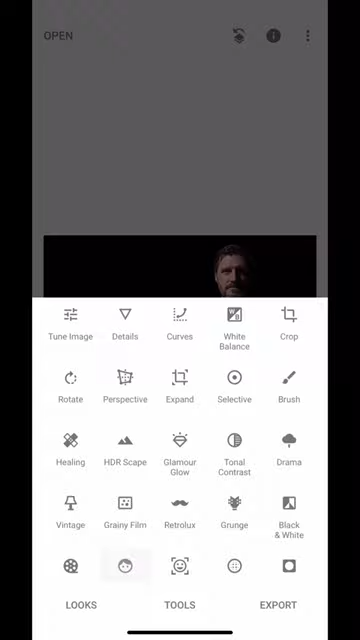 OPEN
Tune Image Details Curves White Balance Crop
Rotate Perspective Expand Selective Brush
Healing HDR Scape Glamour Glow Tonal Contrast Drama
Vintage Grainy Film Retrolux Grunge Black & White
LOOKS TOOLS EXPORT